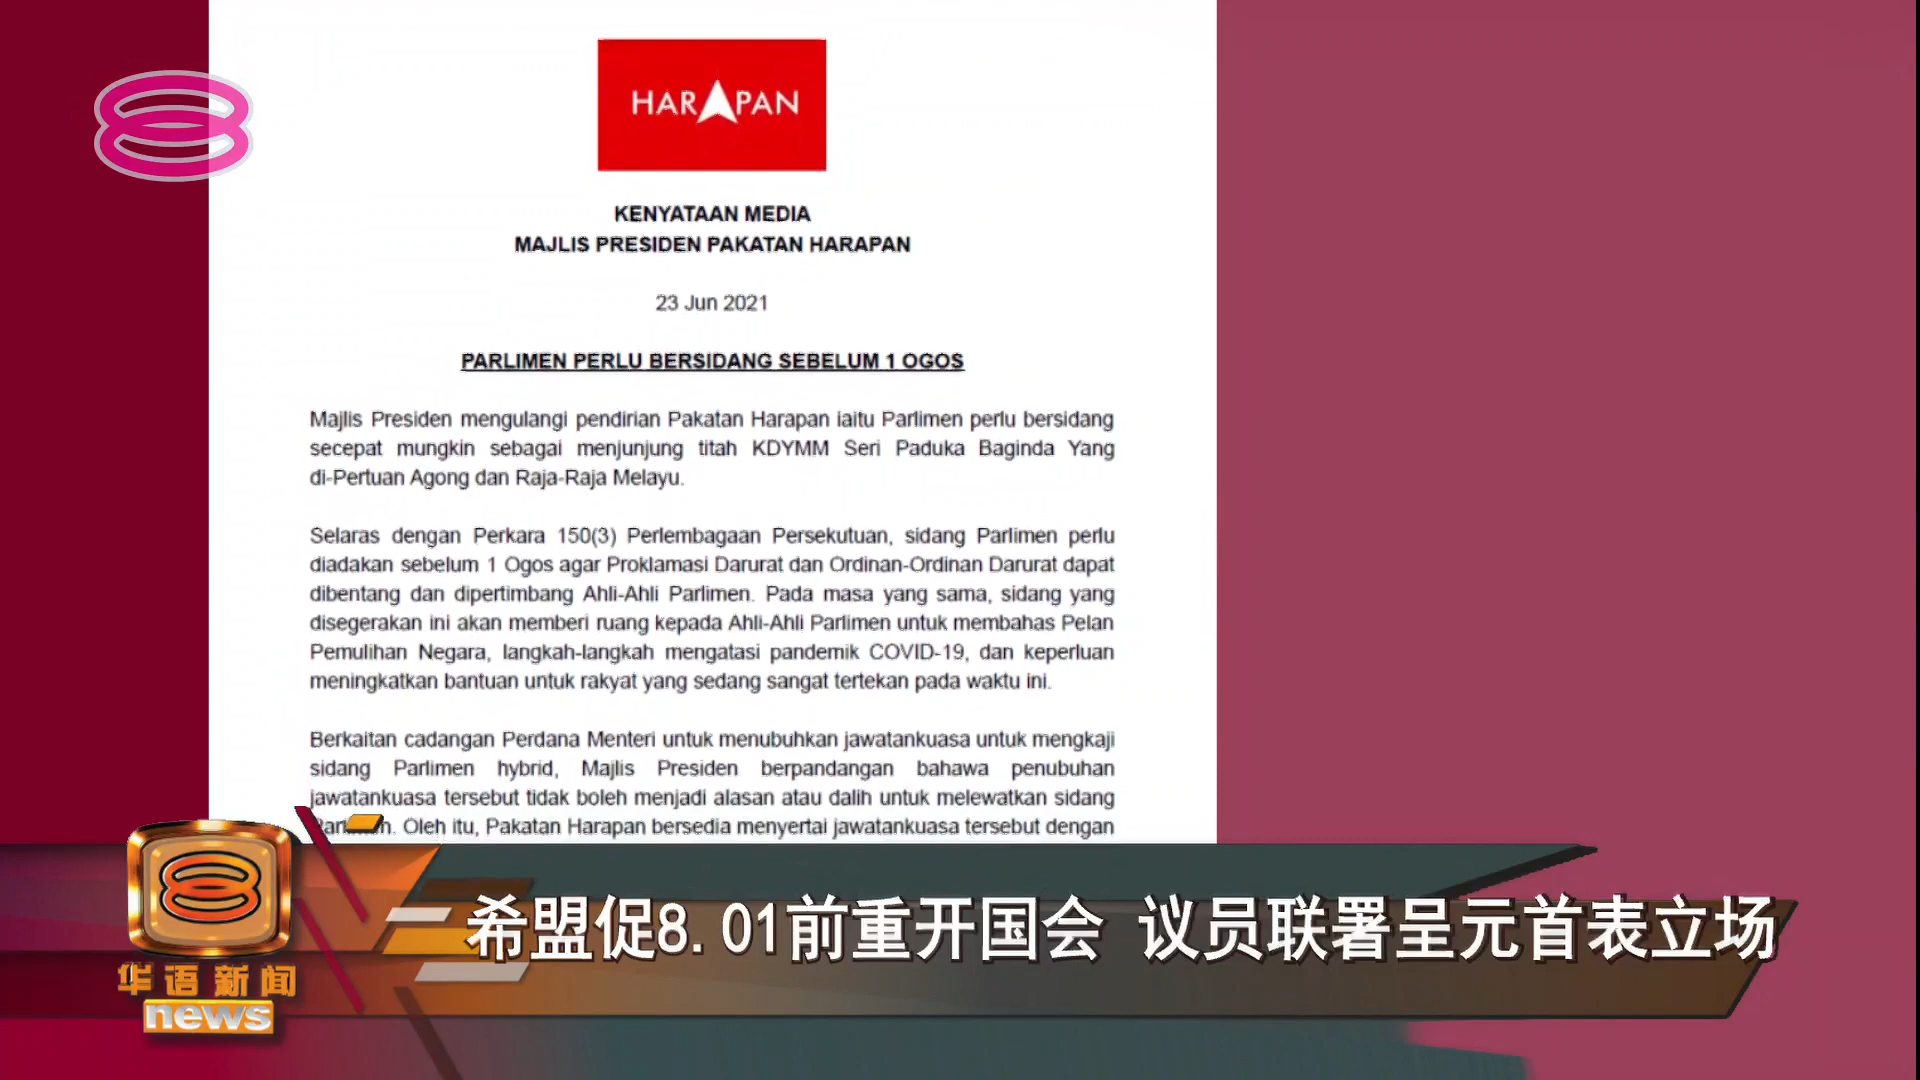 HARAPAN
KENYATAAN MEDIA
MAJLIS PRESIDEN PAKATAN HARAPAN
23 Jun 2021
PARLIMEN PERLU BERSIDANG SEBELUM 1 OGOS
Majlis Presiden mengulangi pendirian Pakatan Harapan iaitu Parlimen perlu bersidang
secepat mungkin sebagai menjunjung titah KDYMM Seri Paduka Baginda Yang
di-Pertuan Agong dan Raja-Raja Melayu.
Selaras dengan Perkara 150(3) Perlembagaan Persekutuan, sidang Parlimen perlu
diadakan sebelum 1 Ogos agar Proklamasi Darurat dan Ordinan-Ordinan Darurat dapat
dibentang dan dipertimbang Ahli-Ahli Parlimen. Pada masa yang sama, sidang yang
disegerakan ini akan memberi ruang kepada Ahli-Ahli Parlimen untuk membahas Pelan
Pemulihan Negara, langkah-langkah mengatasi pandemik COVID-19, dan keperluan
meningkatkan bantuan untuk rakyat yang sedang sangat tertekan pada waktu ini.
Berkaitan cadangan Perdana Menteri untuk menubuhkan jawatankuasa untuk mengkaji
sidang Parlimen hybrid, Majlis Presiden berpandangan bahawa penubuhan
jawatankuasa tersebut tidak boleh menjadi alasan atau dalih untuk melewatkan sidang
Oleh itu, Pakatan Harapan bersedia menyertai jawatankuasa tersebut dengan
希盟促8.01前重开国会 议员联署呈元首表立场
华语新闻
news